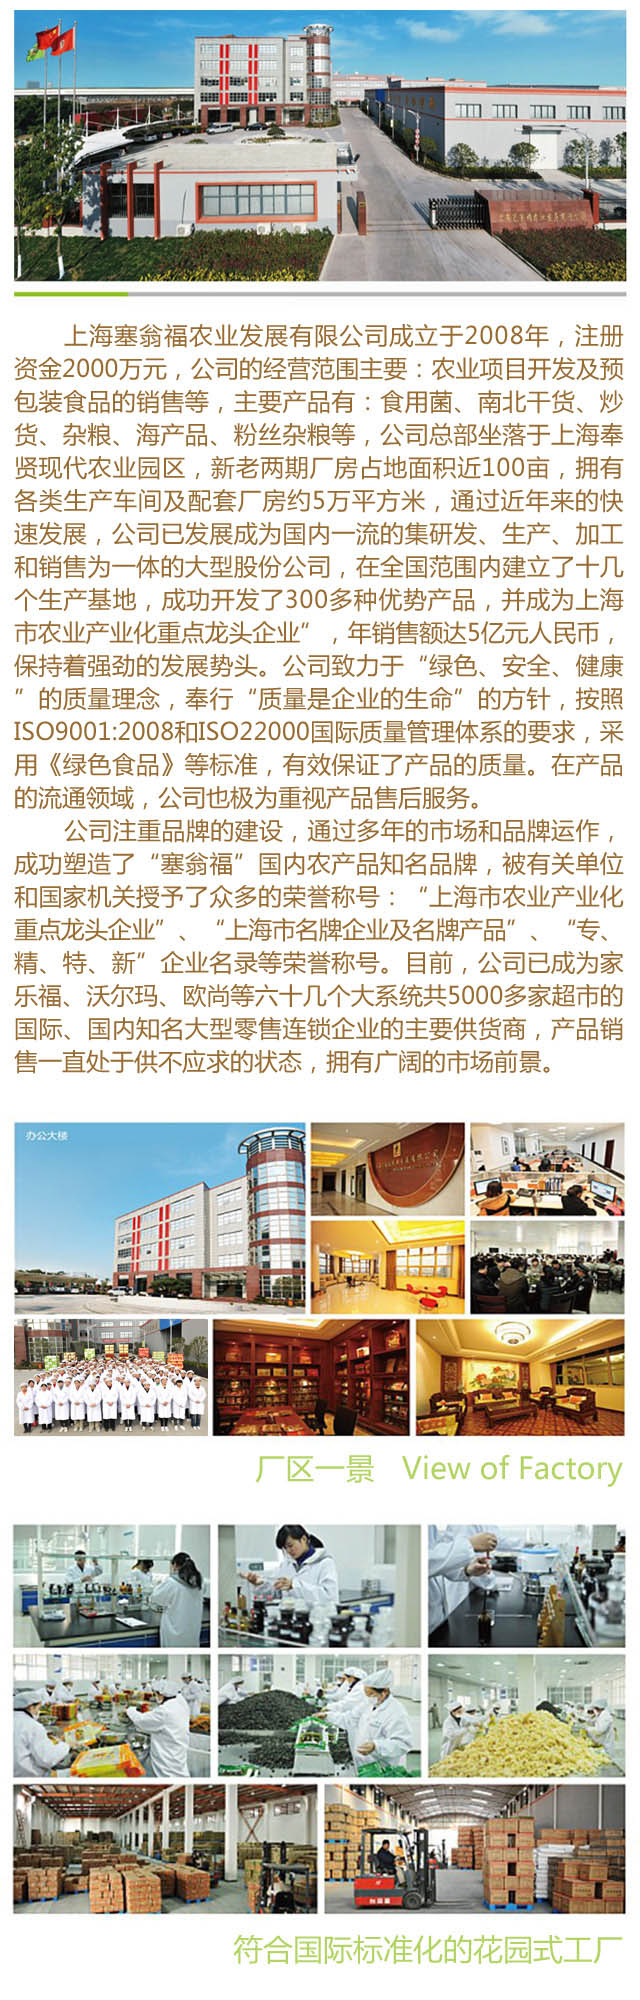 上海塞翁福农业发展有限公司成立于2008年，注册
资金2000万元，公司的经营范围主要：农业项目开发及预
包装食品的销售等，主要产品有：食用菌、南北干货、炒
货、杂粮、海产品、粉丝杂粮等，公司总部坐落于上海奉
贤现代农业园区，新老两期厂房占地面积近100亩，拥有
各类生产车间及配套厂房约5万平方米，通过近年来的快
速发展，公司已发展成为国内一流的集研发、生产、加工
和销售为一体的大型股份公司，在全国范围内建立了十几
个生产基地，成功开发了300多种优势产品，并成为上海
市农业产业化重点龙头企业”，年销售额达5亿元人民币，
保持着强劲的发展势头。公司致力于“绿色、安全、健康
”的质量理念，奉行“质量是企业的生命”的方针，按照
ISO9001:2008和ISO22000国际质量管理体系的要求，采
用《绿色食品》等标准，有效保证了产品的质量。在产品
的流通领域，公司也极为重视产品售后服务。
公司注重品牌的建设，通过多年的市场和品牌运作，
成功塑造了“塞翁福”国内农产品知名品牌，被有关单位
和国家机关授予了众多的荣誉称号：“上海市农业产业化
重点龙头企业”、“上海市名牌企业及名牌产品”、“专、
精、特、新”企业名录等荣誉称号。目前，公司已成为家
乐福、沃尔玛、欧尚等六十几个大系统共5000多家超市的
国际、国内知名大型零售连锁企业的主要供货商，产品销
售一直处于供不应求的状态，拥有广阔的市场前景。
办公大楼
厂区一景 View of Factory
符合国际标准化的花园式工厂